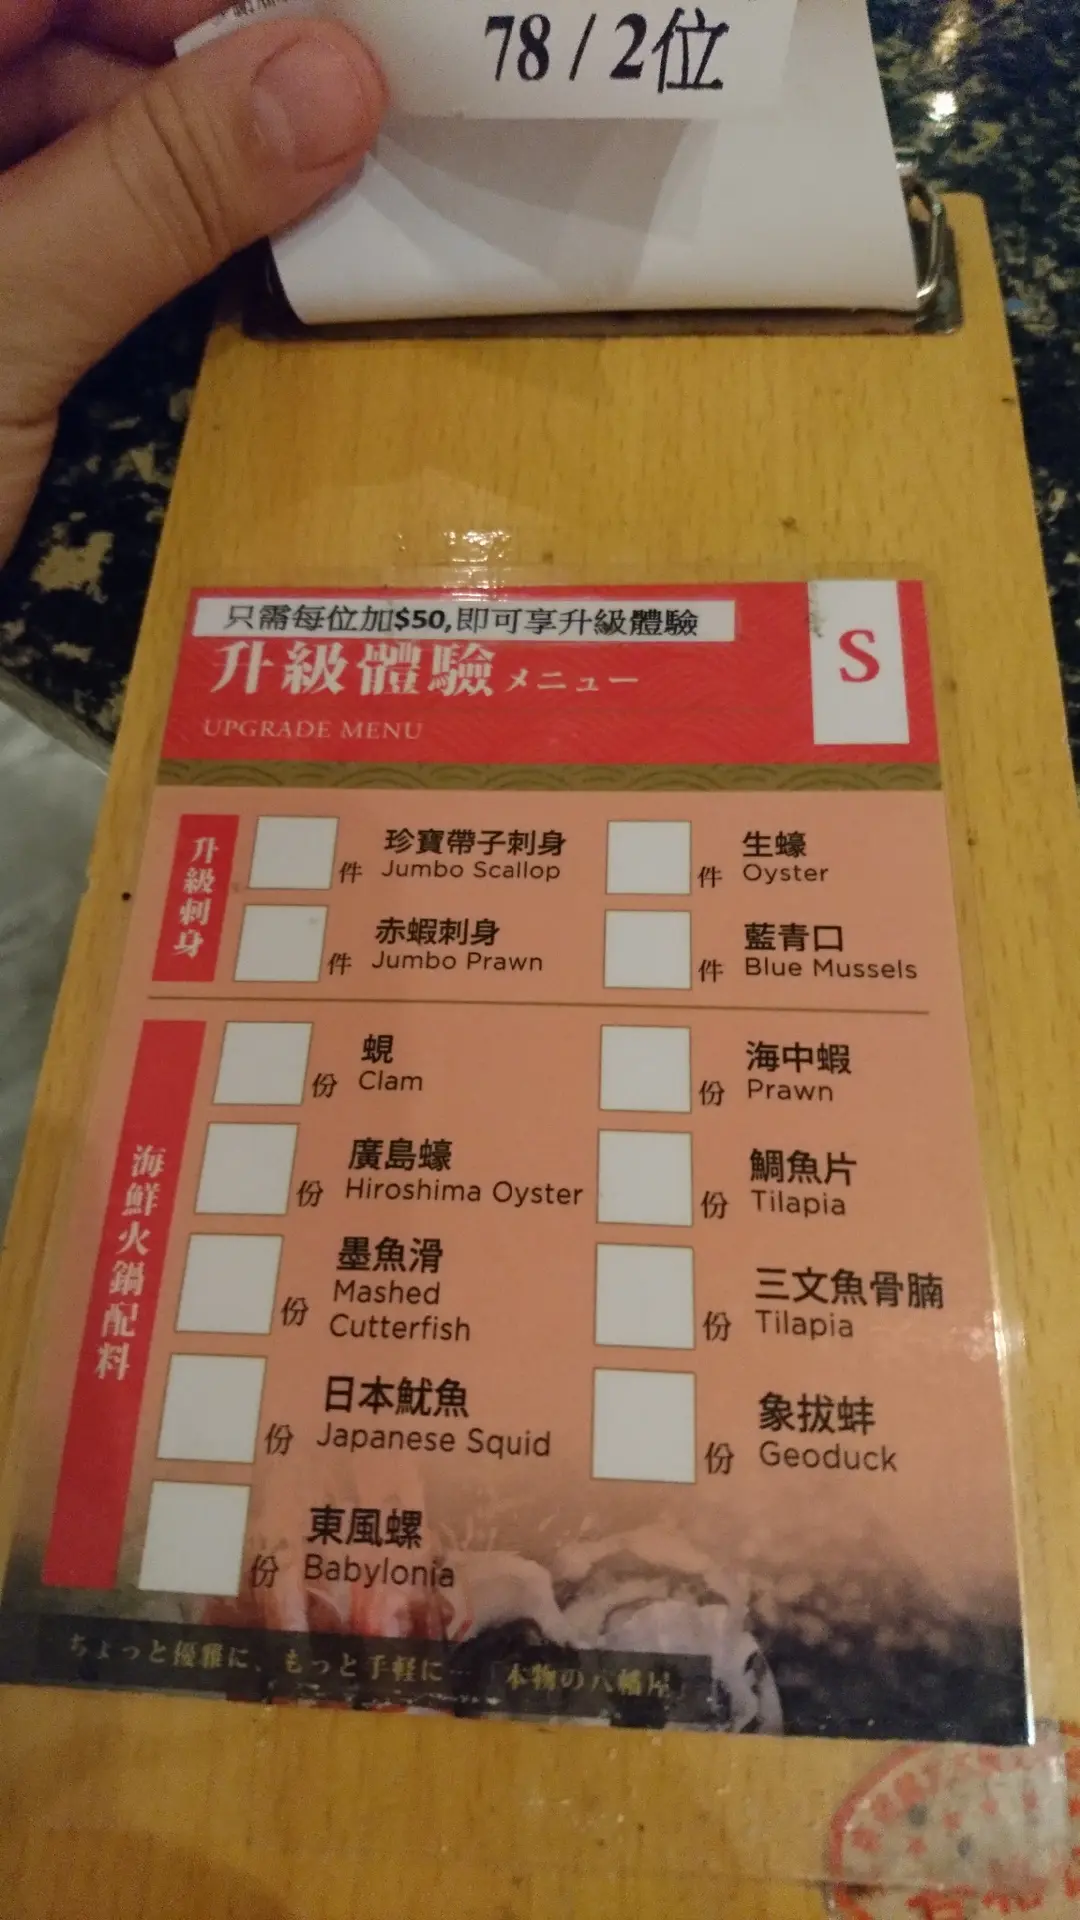 78 / 2位
只需每位加$50,即可享升級體驗
升級體驗メニュー
UPGRADE MENU
S
升級刺身
件
珍寶帶子刺身
Jumbo Scallop
件
生蠔
Oyster
件
赤蝦刺身
Jumbo Prawn
件
藍青口
Blue Mussels
海鮮火鍋配料
份
蜆
Clam
份
海中蝦
Prawn
份
廣島蠔
Hiroshima Oyster
份
鯛魚片
Tilapia
份
墨魚滑
Mashed
Cutterfish
份
三文魚骨腩
Tilapia
份
日本魷魚
Japanese Squid
份
象拔蚌
Geoduck
份
東風螺
Babylonia
ちょっと優雅に、もっと手軽に…「本物の八幡屋」